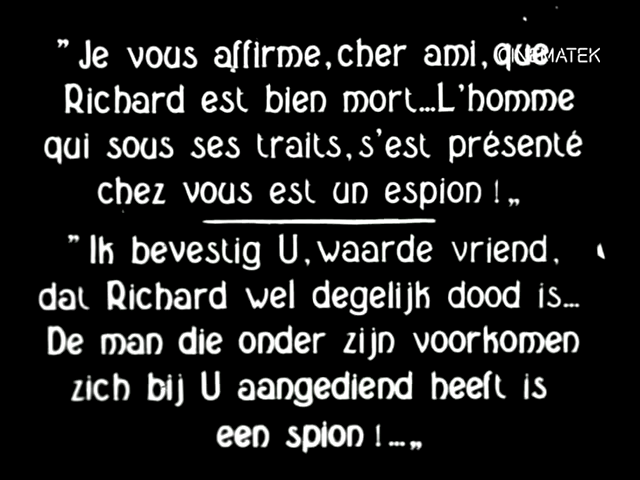 "Je vous affirme, cher ami, que
CINEMATEK
Richard est bien mort...L'homme
qui sous ses traits, s'est présenté
chez vous est un espion !„
"Ik bevestig U, waarde vriend,
dat Richard wel degelijk dood is...
De man die onder zijn voorkomen
zich bij U aangediend heeft is
een spion !...„